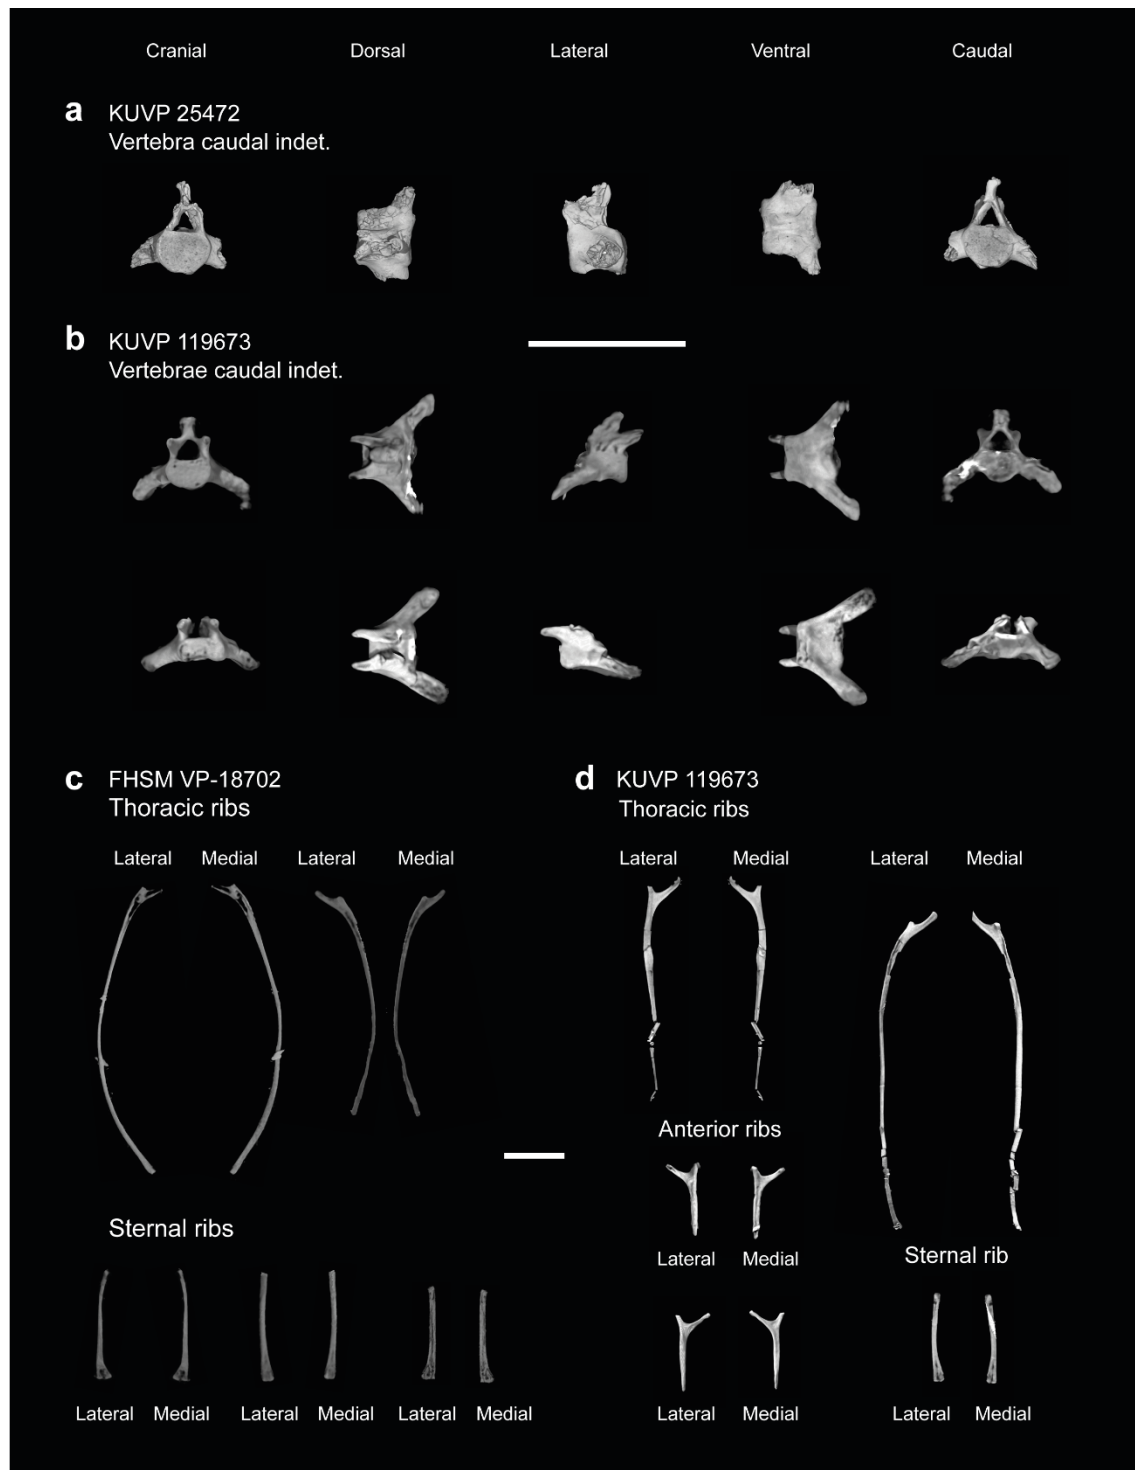 Cranial Dorsal Lateral Ventral Caudal
a KUVP 25472
Vertebra caudal indet.
b KUVP 119673
Vertebrae caudal indet.
c FHSM VP-18702
Thoracic ribs
Lateral Medial Lateral Medial
Sternal ribs
Lateral Medial Lateral Medial Lateral Medial
d KUVP 119673
Thoracic ribs
Lateral Medial Lateral Medial
Anterior ribs
Lateral Medial
Sternal rib
Lateral Medial Lateral Medial